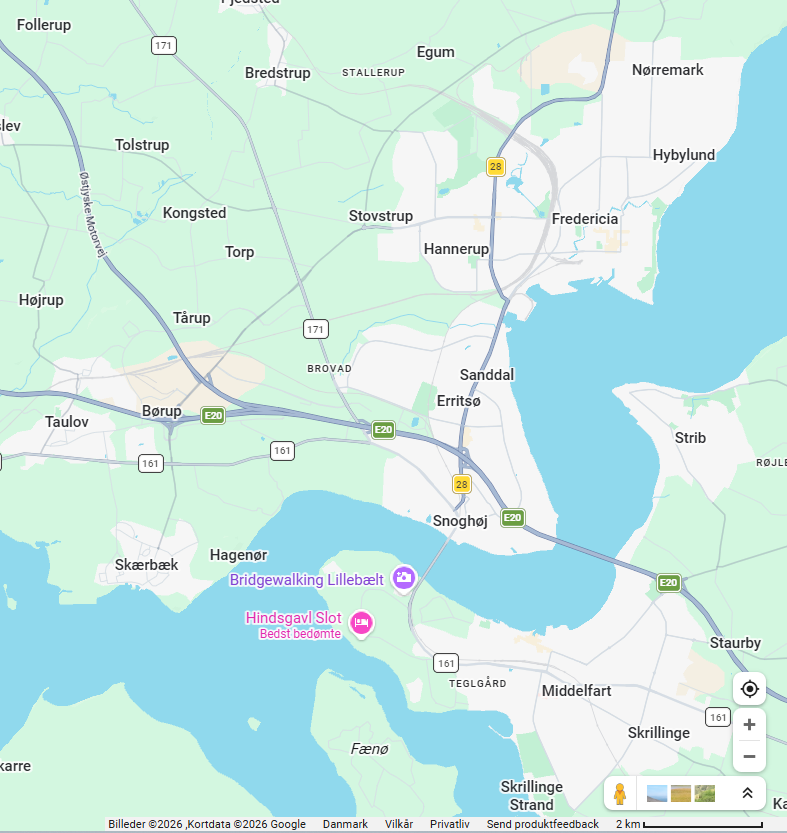 Fjedsted
Follerup
171
Egum
Bredstrup
STALLERUP
Nørremark
Tolstrup
28
Hybylund
Østjyske Motorvej
Kongsted
Stovstrup
Fredericia
Torp
Hannerup
Højrup
Tårup
171
BROVAD
Sanddal
Erritsø
Børup
E20
Taulov
E20
Strib
161
161
28
Snoghøj
E20
Hagenør
Skærbæk
Bridgewalking Lillebælt
E20
Hindsgavl Slot
Bedst bedømte
Staurby
161
TEGLGÅRD
Middelfart
161
Skrillinge
Fænø
Skrillinge
Strand
Billeder ©2026 ,Kortdata ©2026 Google Danmark Vilkår Privatliv Send produktfeedback 2 km